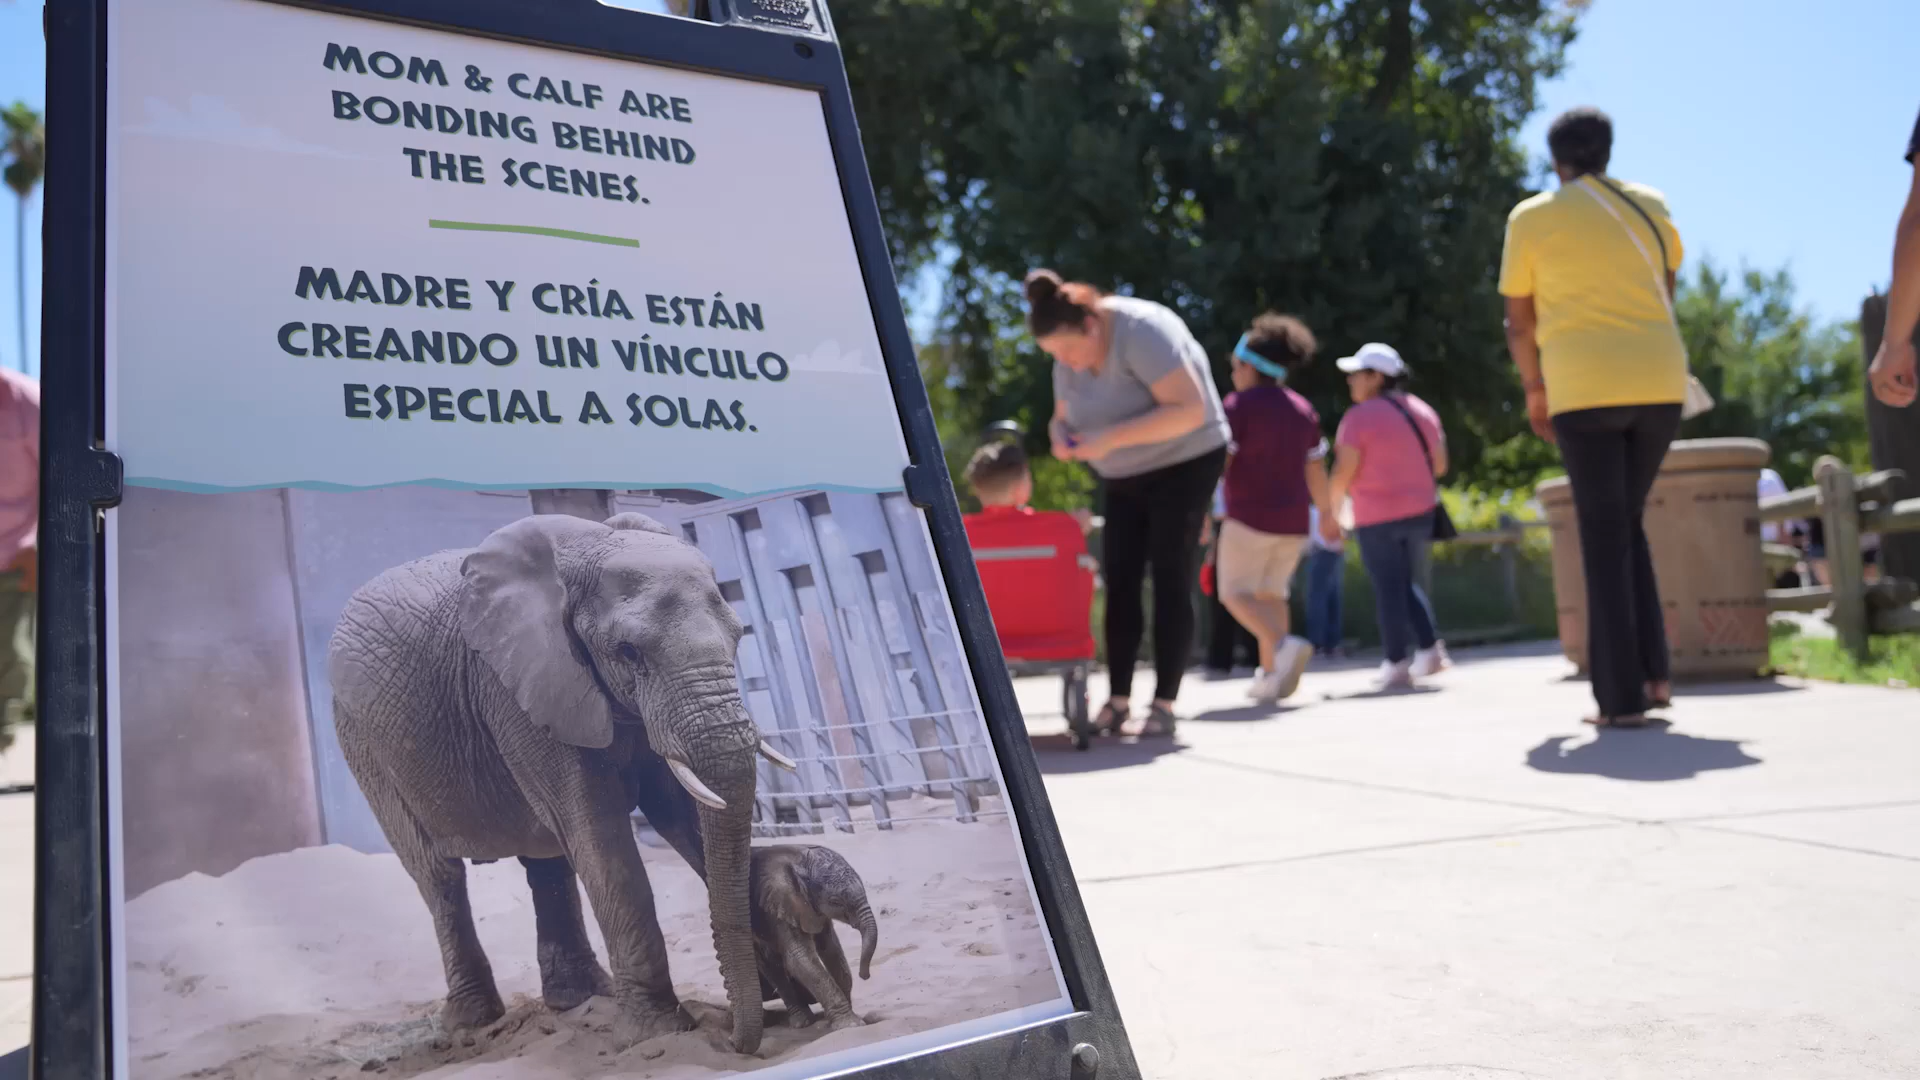 MOM & CALF ARE
BONDING BEHIND
THE SCENES.
MADRE Y CRÍA ESTÁN
CREANDO UN VÍNCULO
ESPECIAL A SOLAS.